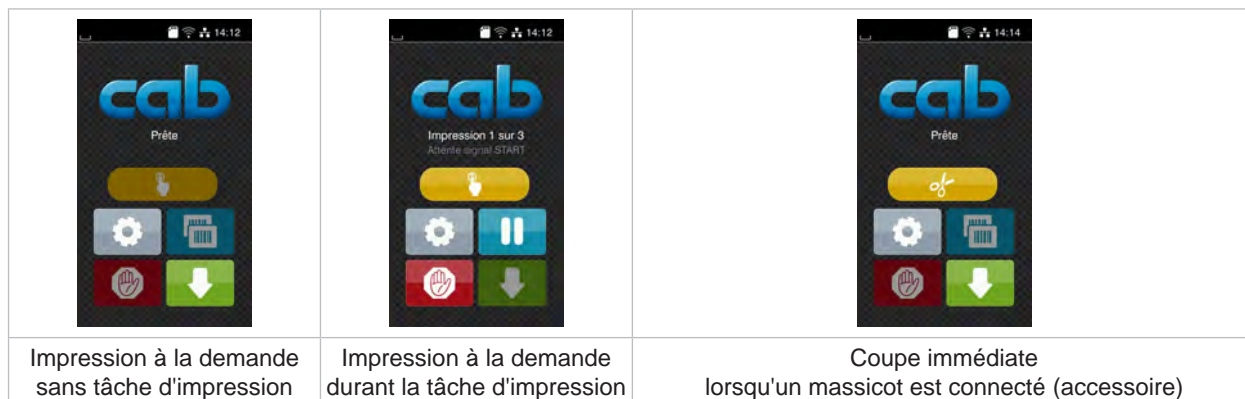 14:12
cab
Prête
14:12
cab
Impression 1 sur 3
Attente signal START
14:14
cab
Prête
Impression à la demande
sans tâche d'impression
Impression à la demande
durant la tâche d'impression
Coupe immédiate
lorsqu'un massicot est connecté (accessoire)